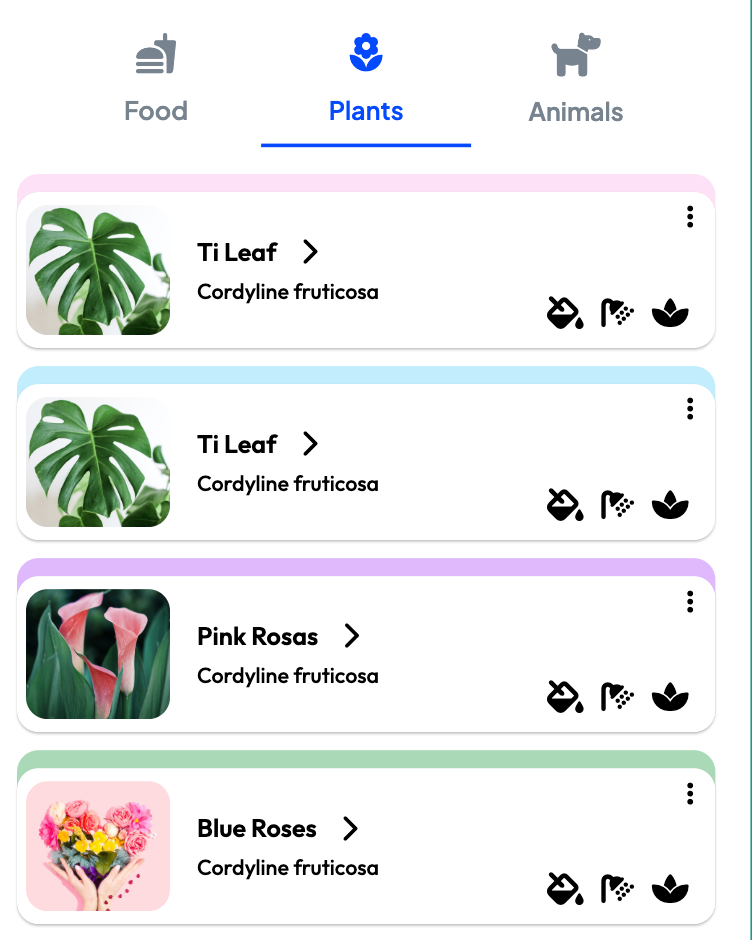 Food
Plants
Animals
Ti Leaf
Cordyline fruticosa
Ti Leaf
Cordyline fruticosa
Pink Rosas
Cordyline fruticosa
Blue Roses
Cordyline fruticosa